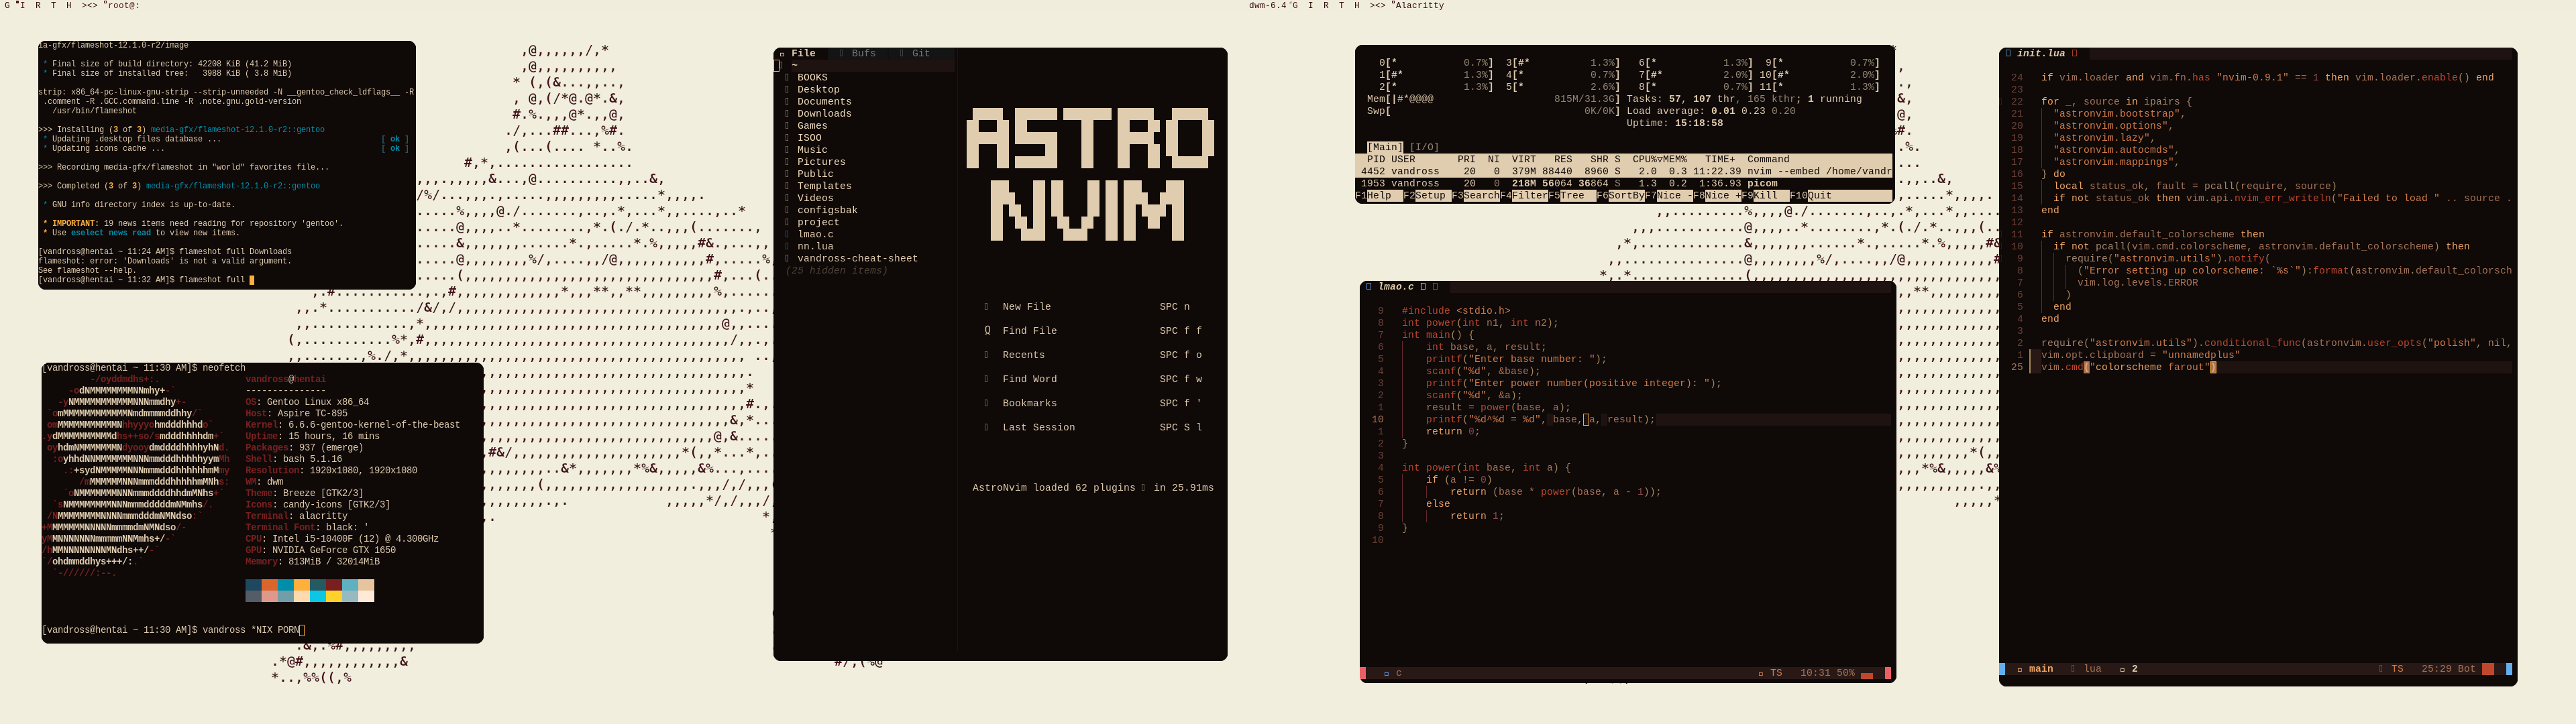 G I R T H ><> root@:
dwm-6.4 G I R T H ><> Alacritty
ia-gfx/flameshot-12.1.0-r2/image
* Final size of build directory: 42208 KiB (41.2 MiB)
* Final size of installed tree: 3988 KiB ( 3.8 MiB)
strip: x86_64-pc-linux-gnu-strip --strip-unneeded -N __gentoo_check_ldflags__ -R
.comment -R .GCC.command.line -R .note.gnu.gold-version
/usr/bin/flameshot
>>> Installing (3 of 3) media-gfx/flameshot-12.1.0-r2::gentoo
* Updating .desktop files database ... [ ok ]
* Updating icons cache ... [ ok ]
>>> Recording media-gfx/flameshot in "world" favorites file...
>>> Completed (3 of 3) media-gfx/flameshot-12.1.0-r2::gentoo
* GNU info directory index is up-to-date.
* IMPORTANT: 19 news items need reading for repository 'gentoo'.
* Use eselect news read to view new items.
[vandross@hentai ~ 11:24 AM]$ flameshot full Downloads
flameshot: error: 'Downloads' is not a valid argument.
See flameshot --help.
[vandross@hentai ~ 11:32 AM]$ flameshot full
[vandross@hentai ~ 11:30 AM]$ neofetch
vandross@hentai
---------------
OS: Gentoo Linux x86_64
Host: Aspire TC-895
Kernel: 6.6.6-gentoo-kernel-of-the-beast
Uptime: 15 hours, 16 mins
Packages: 937 (emerge)
Shell: bash 5.1.16
Resolution: 1920x1080, 1920x1080
WM: dwm
Theme: Breeze [GTK2/3]
Icons: candy-icons [GTK2/3]
Terminal: alacritty
Terminal Font: black: '
CPU: Intel i5-10400F (12) @ 4.300GHz
GPU: NVIDIA GeForce GTX 1650
Memory: 813MiB / 32014MiB
[vandross@hentai ~ 11:30 AM]$ vandross *NIX PORN
File Bufs Git
~
BOOKS
Desktop
Documents
Downloads
Games
ISOO
Music
Pictures
Public
Templates
Videos
configsbak
project
lmao.c
nn.lua
vandross-cheat-sheet
(25 hidden items)
ASTRO
NVIM
New File SPC n
Find File SPC f f
Recents SPC f o
Find Word SPC f w
Bookmarks SPC f '
Last Session SPC S l
AstroNvim loaded 62 plugins in 25.91ms
0[* 0.7%] 3[#* 1.3%] 6[* 1.3%] 9[* 0.7%]
1[#* 1.3%] 4[* 0.7%] 7[#* 2.0%] 10[#* 2.0%]
2[* 1.3%] 5[* 2.6%] 8[* 0.7%] 11[* 1.3%]
Mem[|#*@@@@ 815M/31.3G] Tasks: 57, 107 thr, 165 kthr; 1 running
Swp[ 0K/0K] Load average: 0.01 0.23 0.20
Uptime: 15:18:58
[Main] [I/O]
PID USER PRI NI VIRT RES SHR S CPU%▽MEM% TIME+ Command
4452 vandross 20 0 379M 88440 8960 S 2.0 0.3 11:22.39 nvim --embed /home/vandr
1953 vandross 20 0 218M 56064 36864 S 1.3 0.2 1:36.93 picom
F1Help F2Setup F3SearchF4FilterF5Tree F6SortByF7Nice -F8Nice +F9Kill F10Quit
lmao.c
9 #include <stdio.h>
8 int power(int n1, int n2);
7 int main() {
6 int base, a, result;
5 printf("Enter base number: ");
4 scanf("%d", &base);
3 printf("Enter power number(positive integer): ");
2 scanf("%d", &a);
1 result = power(base, a);
10 printf("%d^%d = %d", base, a, result);
1 return 0;
2 }
3
4 int power(int base, int a) {
5 if (a != 0)
6 return (base * power(base, a - 1));
7 else
8 return 1;
9 }
10
c TS 10:31 50%
init.lua
24 if vim.loader and vim.fn.has "nvim-0.9.1" == 1 then vim.loader.enable() end
23
22 for _, source in ipairs {
21 "astronvim.bootstrap",
20 "astronvim.options",
19 "astronvim.lazy",
18 "astronvim.autocmds",
17 "astronvim.mappings",
16 } do
15 local status_ok, fault = pcall(require, source)
14 if not status_ok then vim.api.nvim_err_writeln("Failed to load " .. source .
13 end
12
11 if astronvim.default_colorscheme then
10 if not pcall(vim.cmd.colorscheme, astronvim.default_colorscheme) then
9 require("astronvim.utils").notify(
8 ("Error setting up colorscheme: `%s`"):format(astronvim.default_colorsch
7 vim.log.levels.ERROR
6 )
5 end
4 end
3
2 require("astronvim.utils").conditional_func(astronvim.user_opts("polish", nil,
1 vim.opt.clipboard = "unnamedplus"
25 vim.cmd("colorscheme farout")
main lua 2 TS 25:29 Bot